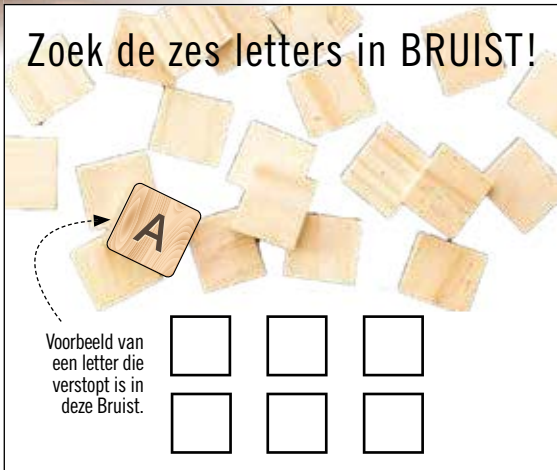 Zoek de zes letters in BRUIST!
A
Voorbeeld van
een letter die
verstopt is in
deze Bruist.